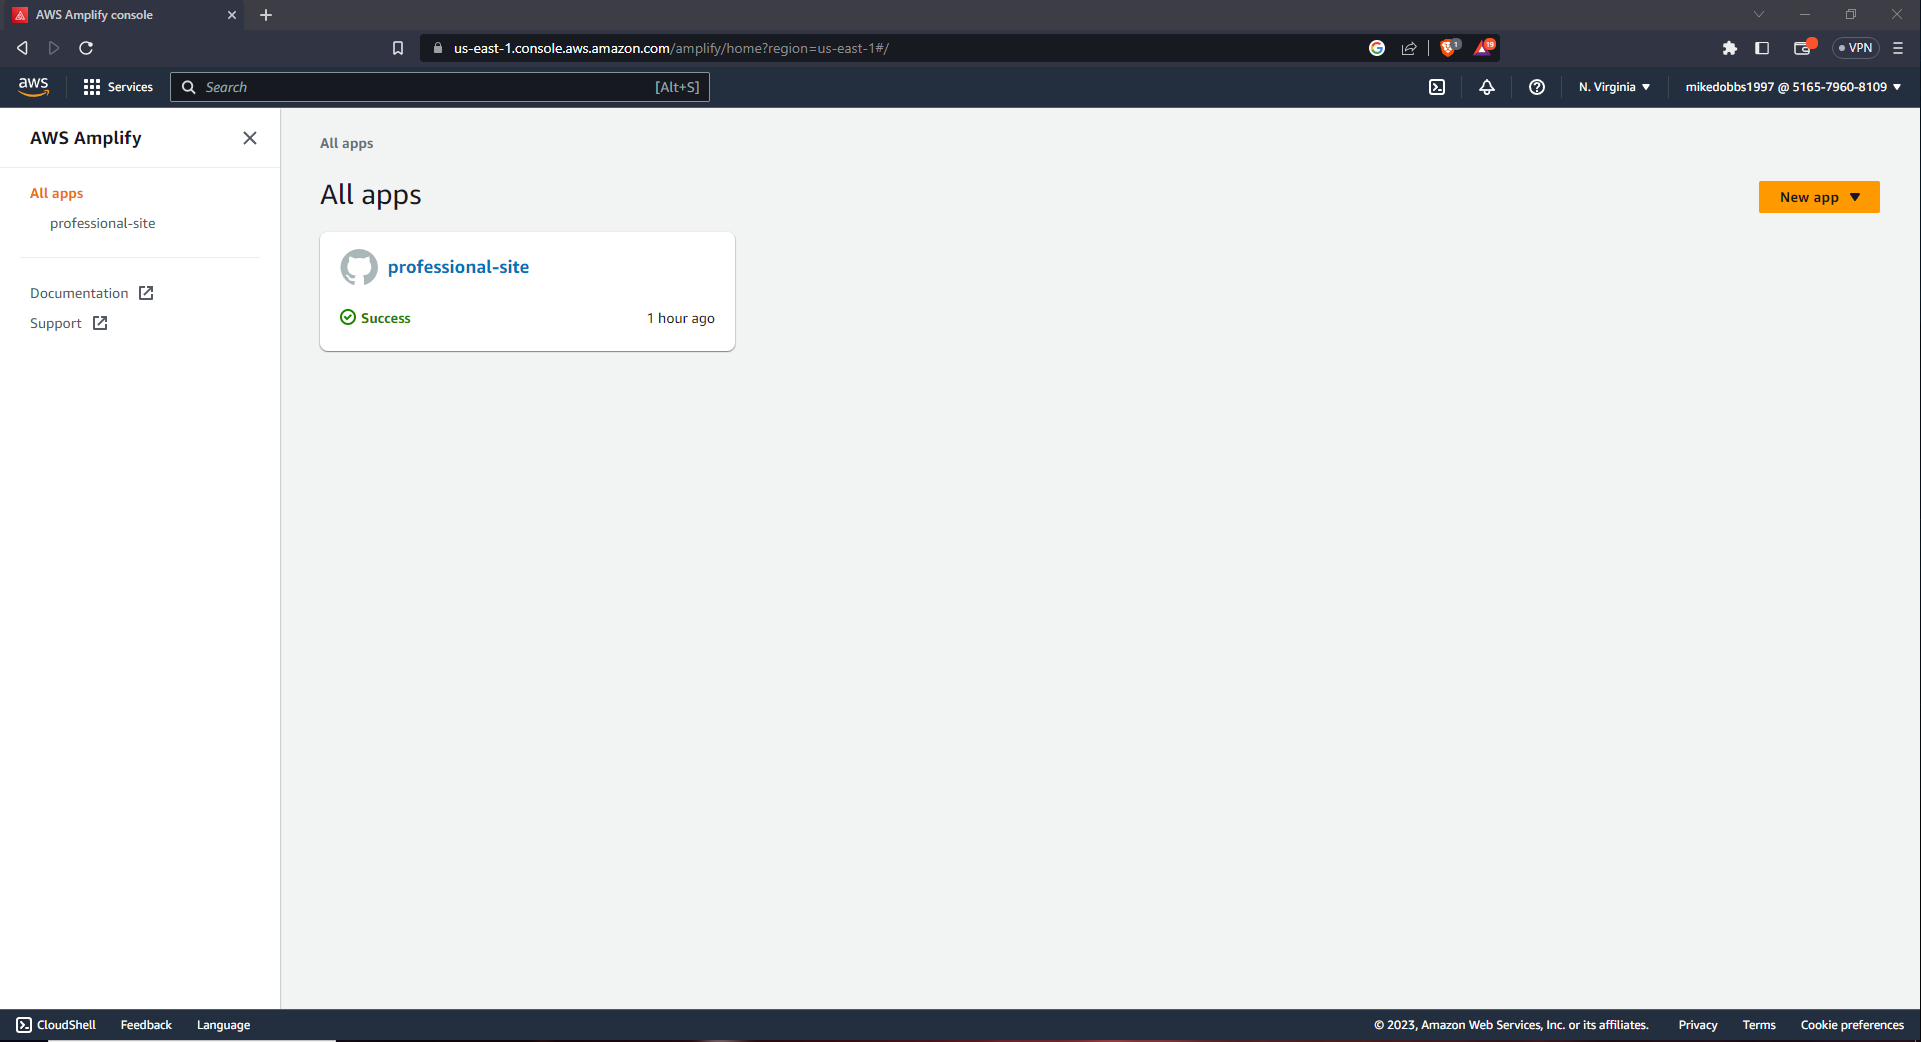 AWS Amplify console
us-east-1.console.aws.amazon.com/amplify/home?region=us-east-1#/
1
19
VPN
aws
Services
Search
[Alt+S]
N. Virginia
mikedobbs1997 @ 5165-7960-8109
AWS Amplify
All apps
professional-site
Documentation
Support
All apps
All apps
New app
professional-site
Success
1 hour ago
CloudShell
Feedback
Language
© 2023, Amazon Web Services, Inc. or its affiliates.
Privacy
Terms
Cookie preferences